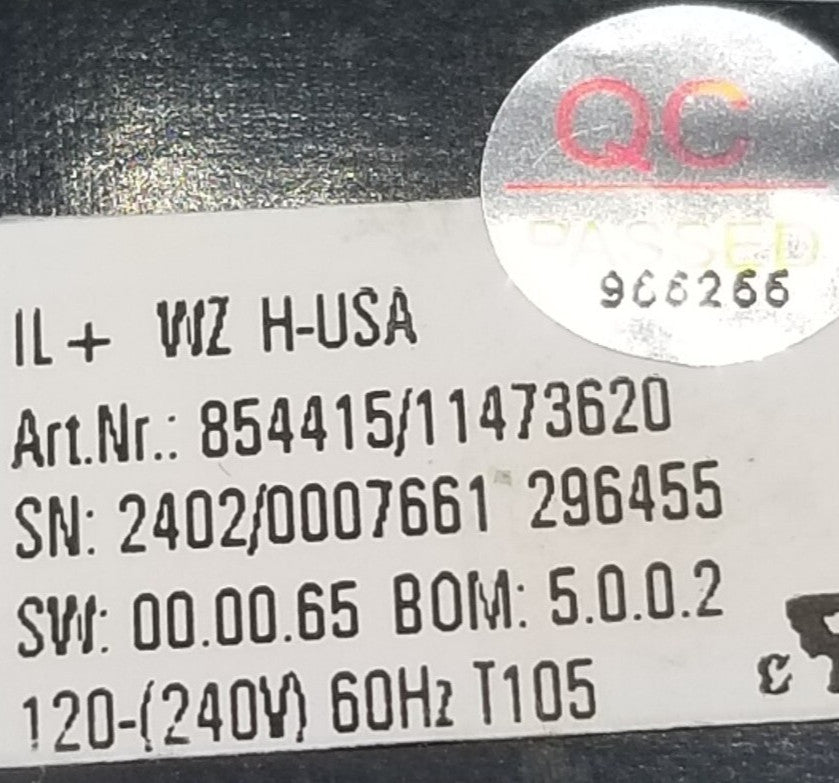 QC
PASSED
966266
IL+ WZ H-USA
Art.Nr.: 854415/11473620
SN: 2402/0007661 296455
SW: 00.00.65 BOM: 5.0.0.2
120-(240V) 60Hz T105
c